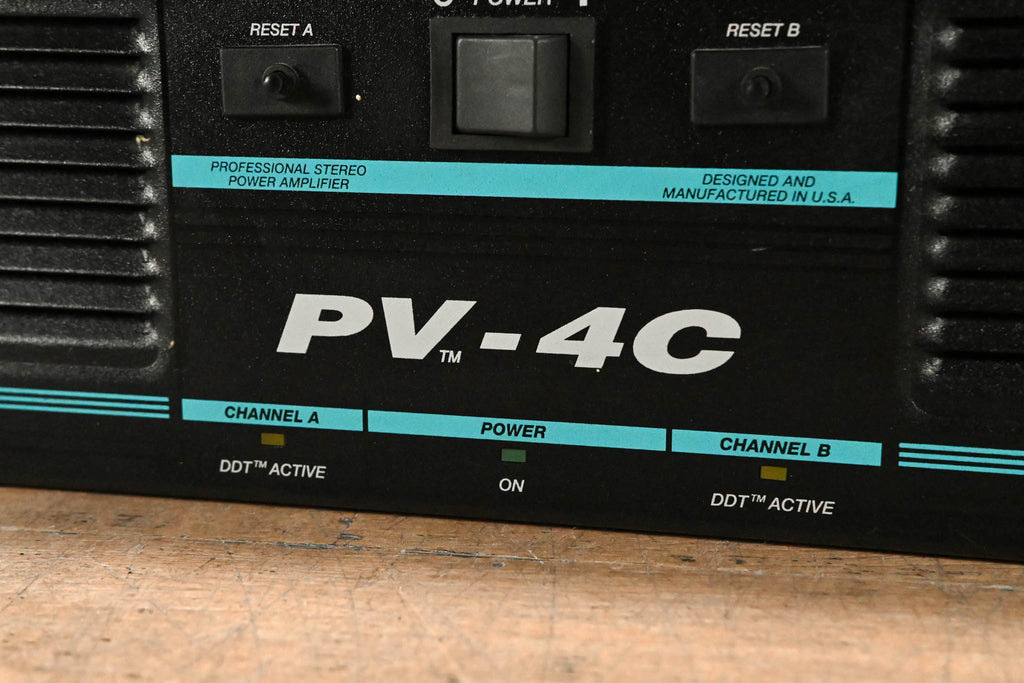 POWER
RESET A
RESET B
PROFESSIONAL STEREO
POWER AMPLIFIER
DESIGNED AND
MANUFACTURED IN U.S.A.
PV™-4C
CHANNEL A
POWER
CHANNEL B
DDT™ ACTIVE
ON
DDT™ ACTIVE